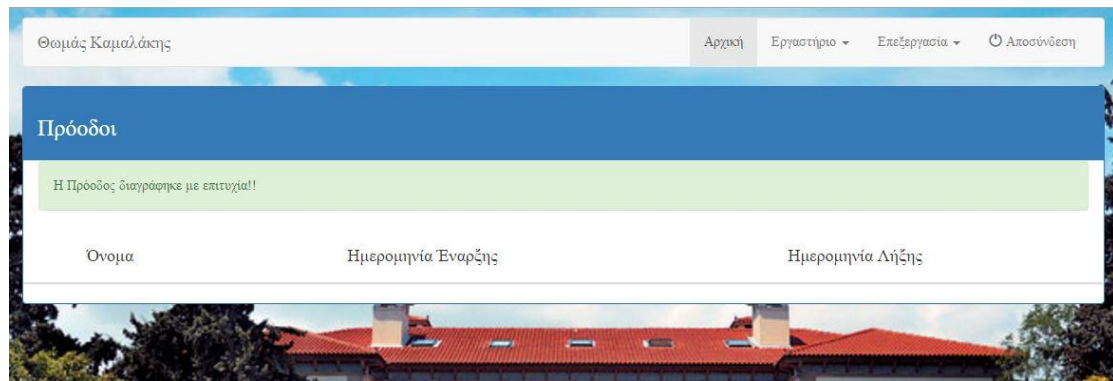 Θωμάς Καμαλάκης Αρχική Εργαστήριο Επεξεργασία Αποσύνδεση
Πρόοδοι
Η Πρόοδος διαγράφηκε με επιτυχία!!
Όνομα Ημερομηνία Έναρξης Ημερομηνία Λήξης